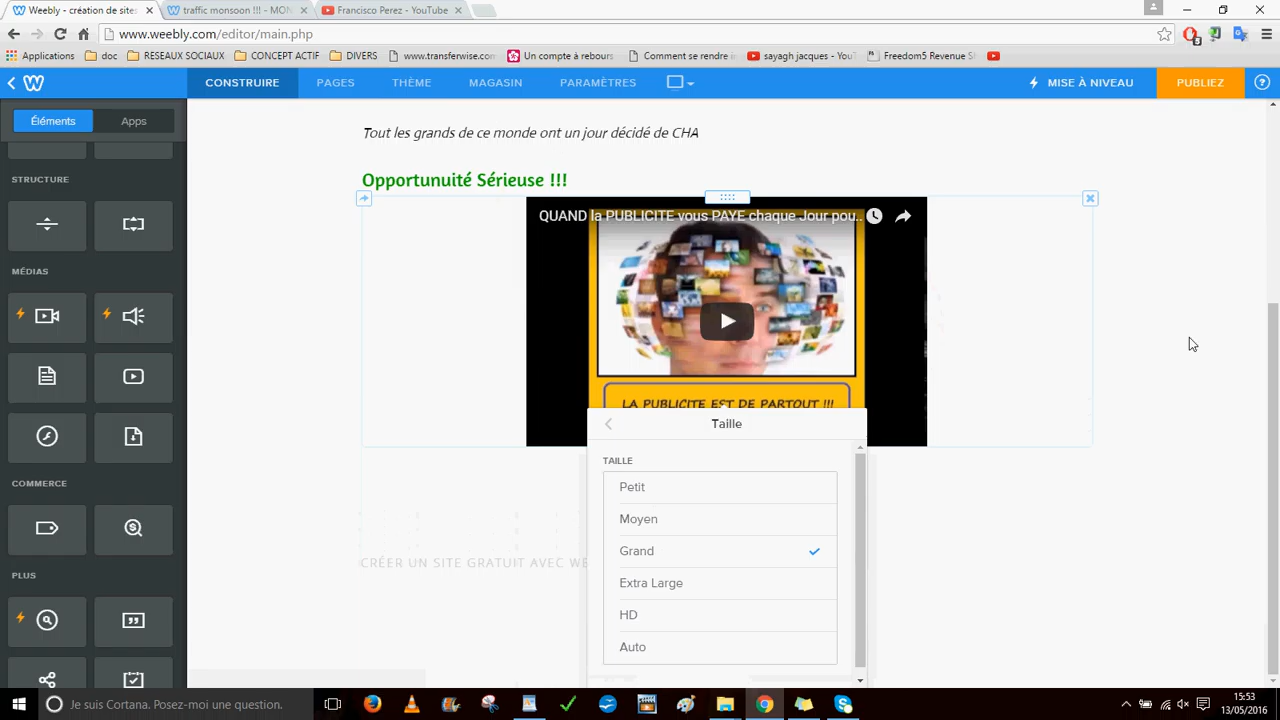 Weebly - création de sites
traffic monsoon !!! - MON
Francisco Perez - YouTube
www.weebly.com/editor/main.php
Applications
doc
RESEAUX SOCIAUX
CONCEPT ACTIF
DIVERS
www.transferwise.com
Un compte à rebours
Comment se rendre i
sayagh jacques - YouT
Freedom5 Revenue SH
CONSTRUIRE
PAGES
THÈME
MAGASIN
PARAMÈTRES
MISE À NIVEAU
PUBLIEZ
Éléments
Apps
Tout les grands de ce monde ont un jour décidé de CHA
STRUCTURE
Opportunuité Sérieuse !!!
QUAND la PUBLICITE vous PAYE chaque Jour pou..
MÉDIAS
LA PUBLICITE EST DE PARTOUT !!!
Taille
TAILLE
Petit
COMMERCE
Moyen
Grand
CRÉER UN SITE GRATUIT AVEC WE
PLUS
Extra Large
HD
Auto
Je suis Cortana. Posez-moi une question.
15:53
13/05/2016